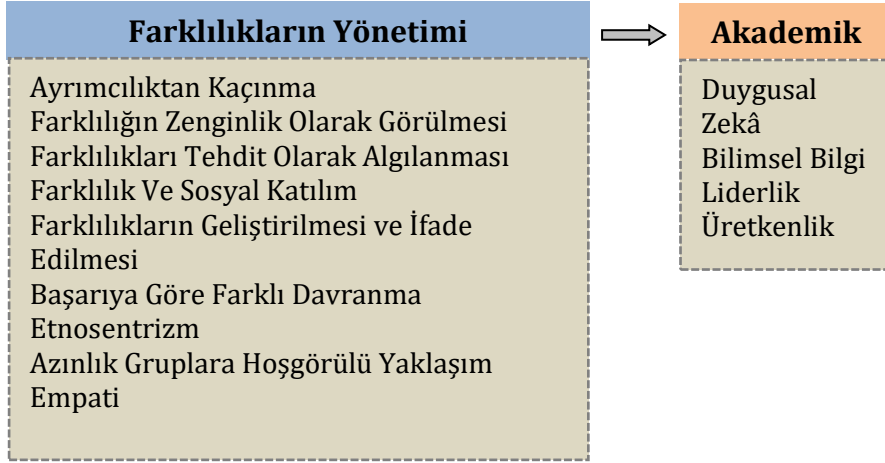 Farklılıkların Yönetimi
Ayrımcılıktan Kaçınma
Farklılığın Zenginlik Olarak Görülmesi
Farklılıkları Tehdit Olarak Algılanması
Farklılık Ve Sosyal Katılım
Farklılıkların Geliştirilmesi ve İfade
Edilmesi
Başarıya Göre Farklı Davranma
Etnosentrizm
Azınlık Gruplara Hoşgörülü Yaklaşım
Empati
Akademik
Duygusal
Zekâ
Bilimsel Bilgi
Liderlik
Üretkenlik